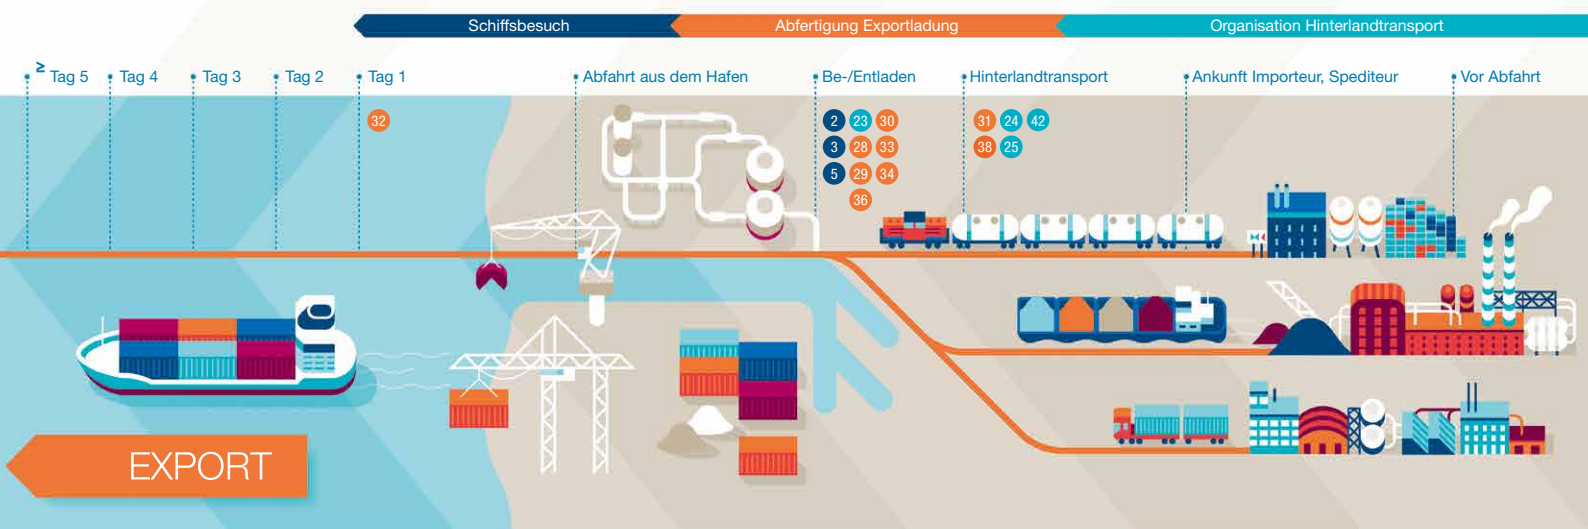 Schiffsbesuch
Abfertigung Exportladung
Organisation Hinterlandtransport
≥ Tag 5
Tag 4
Tag 3
Tag 2
Tag 1
Abfahrt aus dem Hafen
Be-/Entladen
Hinterlandtransport
Ankunft Importeur, Spediteur
Vor Abfahrt
32
2 23 30
3 28 33
5 29 34
36
31 24 42
38 25
EXPORT